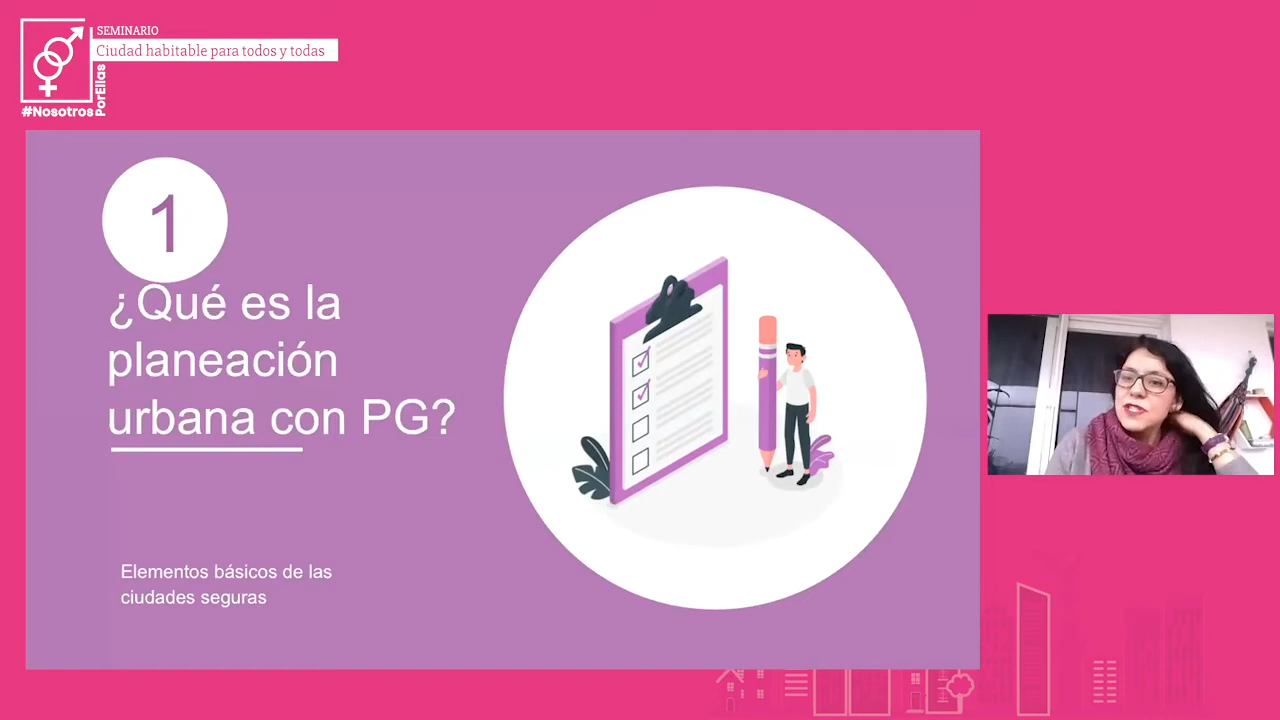 SEMINARIO
Ciudad habitable para todos y todas
#Nosotros
PorEllas
1
¿Qué es la
planeación
urbana con PG?
Elementos básicos de las
ciudades seguras